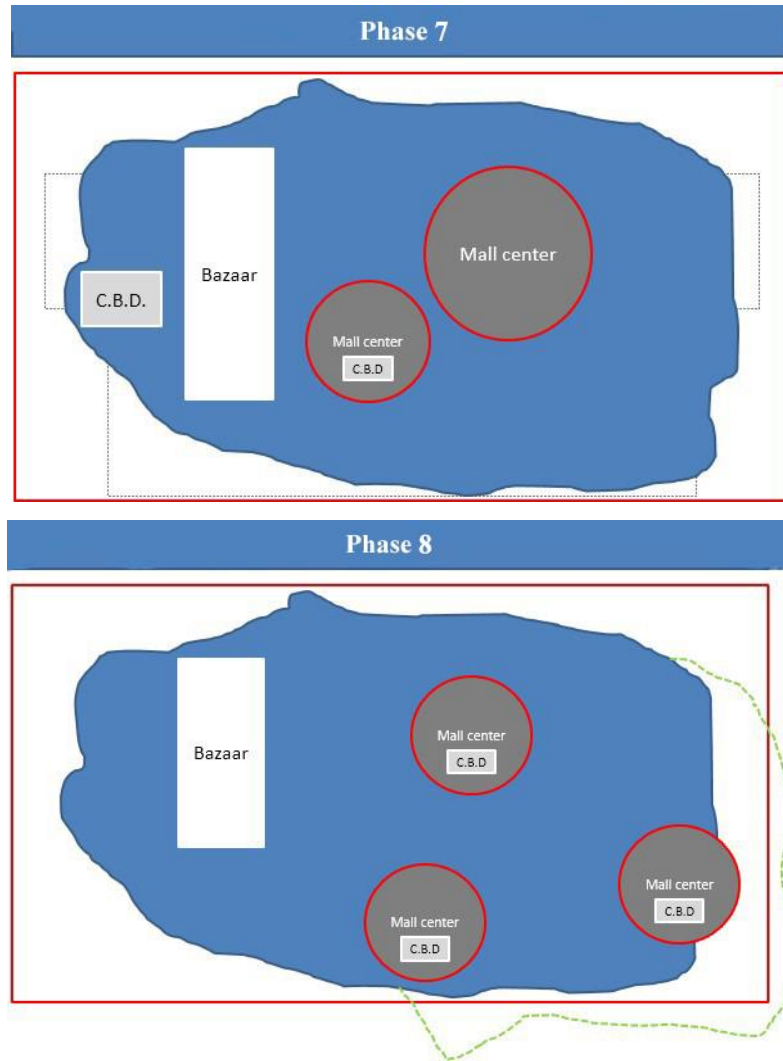 Phase 7
Mall center
Bazaar
C.B.D.
Mall center
C.B.D
Phase 8
Mall center
Bazaar
C.B.D
Mall center
C.B.D
Mall center
C.B.D